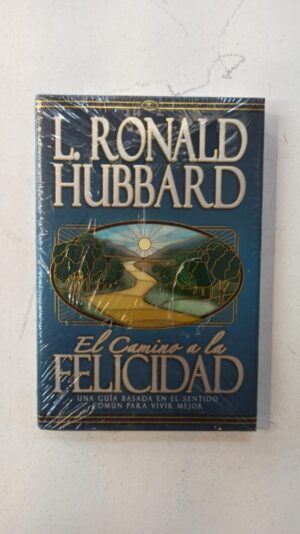 L. RONALD
HUBBARD
El Camino a la
FELICIDAD
UNA GUÍA BASADA EN EL SENTIDO
COMÚN PARA VIVIR MEJOR